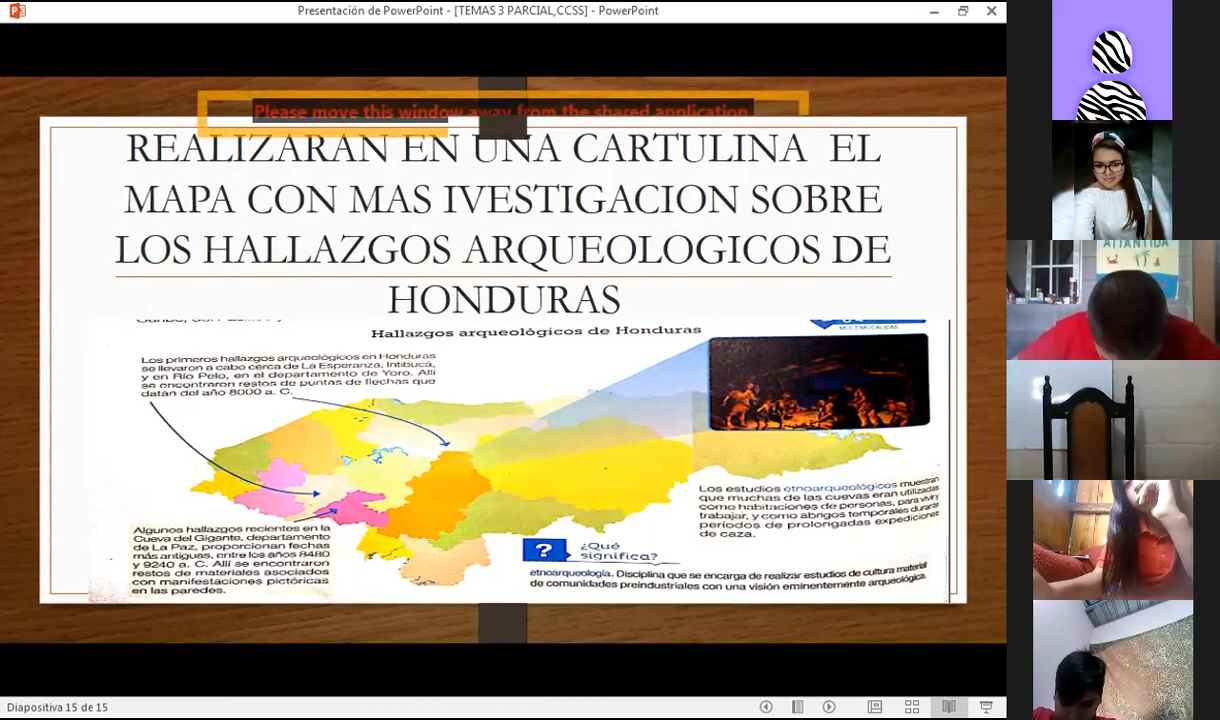 Presentación de PowerPoint - [TEMAS 3 PARCIAL,CCSS] - PowerPoint
Please move this window away from the shared application
REALIZARAN EN UNA CARTULINA EL
MAPA CON MAS IVESTIGACION SOBRE
LOS HALLAZGOS ARQUEOLOGICOS DE
HONDURAS
MULTIMODALIDAD
Hallazgos arqueológicos de Honduras
Los primeros hallazgos arqueológicos en Honduras
se llevaron a cabo cerca de La Esperanza, Intibucá,
y en Río Pelo, en el departamento de Yoro. Allí
se encontraron restos de puntas de flechas que
datan del año 8000 a. C.
Los estudios etnoarqueológicos muestran
que muchas de las cuevas eran utilizadas
como habitaciones de personas, para vivir y
trabajar, y como abrigos temporales durante
períodos de prolongadas expediciones
de caza.
Algunos hallazgos recientes en la
Cueva del Gigante, departamento
de La Paz, proporcionan fechas
más antiguas, entre los años 8480
y 9240 a. C. Allí se encontraron
restos de materiales asociados
con manifestaciones pictóricas
en las paredes.
?
¿Qué
significa?
etnoarqueología. Disciplina que se encarga de realizar estudios de cultura material
de comunidades preindustriales con una visión eminentemente arqueológica.
ATLANTIDA
Diapositiva 15 de 15